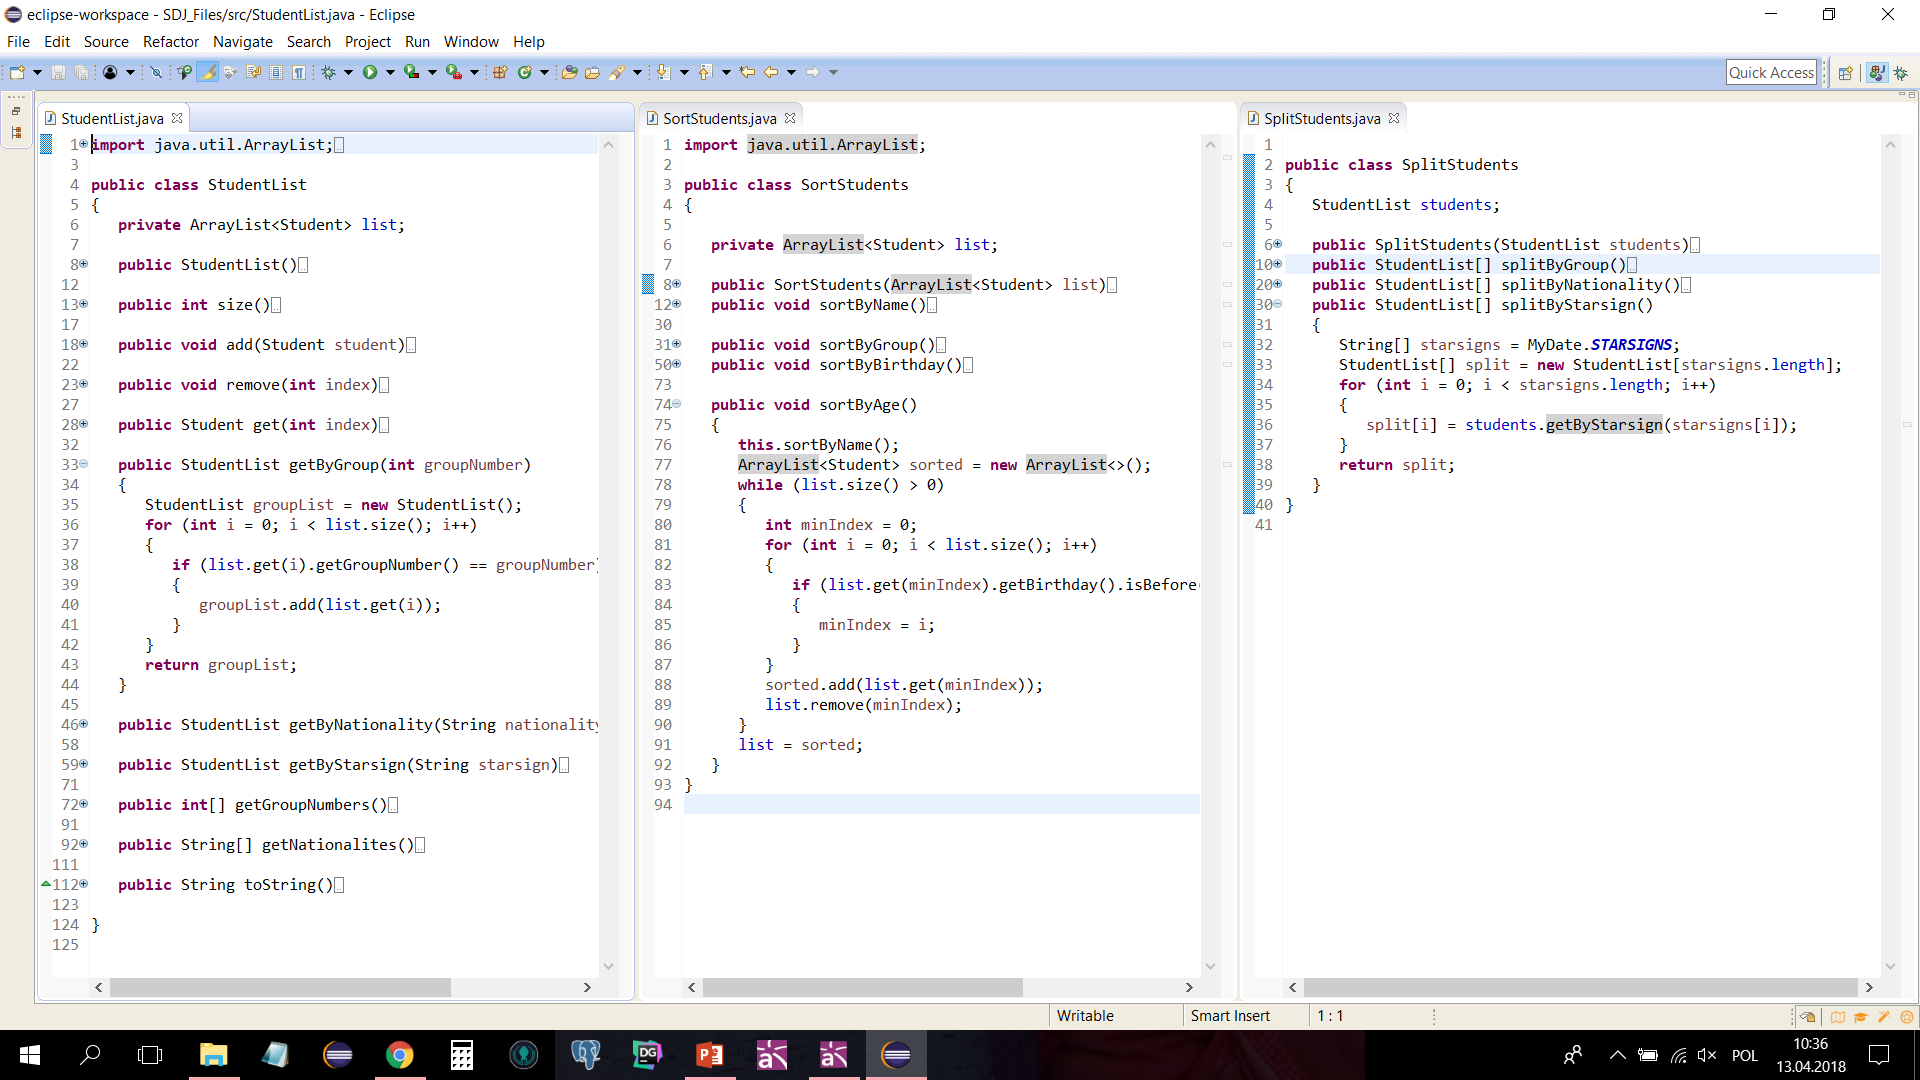 eclipse-workspace - SDJ_Files/src/StudentList.java - Eclipse
File Edit Source Refactor Navigate Search Project Run Window Help
Quick Access
StudentList.java
1 import java.util.ArrayList;
3
4 public class StudentList
5 {
6 private ArrayList<Student> list;
7
8 public StudentList()
12
13 public int size()
17
18 public void add(Student student)
22
23 public void remove(int index)
27
28 public Student get(int index)
32
33 public StudentList getByGroup(int groupNumber)
34 {
35 StudentList groupList = new StudentList();
36 for (int i = 0; i < list.size(); i++)
37 {
38 if (list.get(i).getGroupNumber() == groupNumber)
39 {
40 groupList.add(list.get(i));
41 }
42 }
43 return groupList;
44 }
45
46 public StudentList getByNationality(String nationality
58
59 public StudentList getByStarsign(String starsign)
71
72 public int[] getGroupNumbers()
91
92 public String[] getNationalites()
111
112 public String toString()
123
124 }
125
SortStudents.java
1 import java.util.ArrayList;
2
3 public class SortStudents
4 {
5
6 private ArrayList<Student> list;
7
8 public SortStudents(ArrayList<Student> list)
12 public void sortByName()
30
31 public void sortByGroup()
50 public void sortByBirthday()
73
74 public void sortByAge()
75 {
76 this.sortByName();
77 ArrayList<Student> sorted = new ArrayList<>();
78 while (list.size() > 0)
79 {
80 int minIndex = 0;
81 for (int i = 0; i < list.size(); i++)
82 {
83 if (list.get(minIndex).getBirthday().isBefore
84 {
85 minIndex = i;
86 }
87 }
88 sorted.add(list.get(minIndex));
89 list.remove(minIndex);
90 }
91 list = sorted;
92 }
93 }
94
SplitStudents.java
1
2 public class SplitStudents
3 {
4 StudentList students;
5
6 public SplitStudents(StudentList students)
10 public StudentList[] splitByGroup()
20 public StudentList[] splitByNationality()
30 public StudentList[] splitByStarsign()
31 {
32 String[] starsigns = MyDate.STARSIGNS;
33 StudentList[] split = new StudentList[starsigns.length];
34 for (int i = 0; i < starsigns.length; i++)
35 {
36 split[i] = students.getByStarsign(starsigns[i]);
37 }
38 return split;
39 }
40 }
41
Writable Smart Insert 1 : 1
DG
P
POL
10:36
13.04.2018